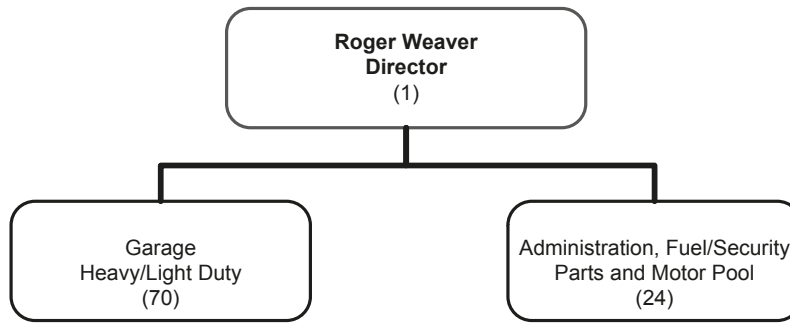 Roger Weaver
Director
(1)
Garage
Heavy/Light Duty
(70)
Administration, Fuel/Security
Parts and Motor Pool
(24)